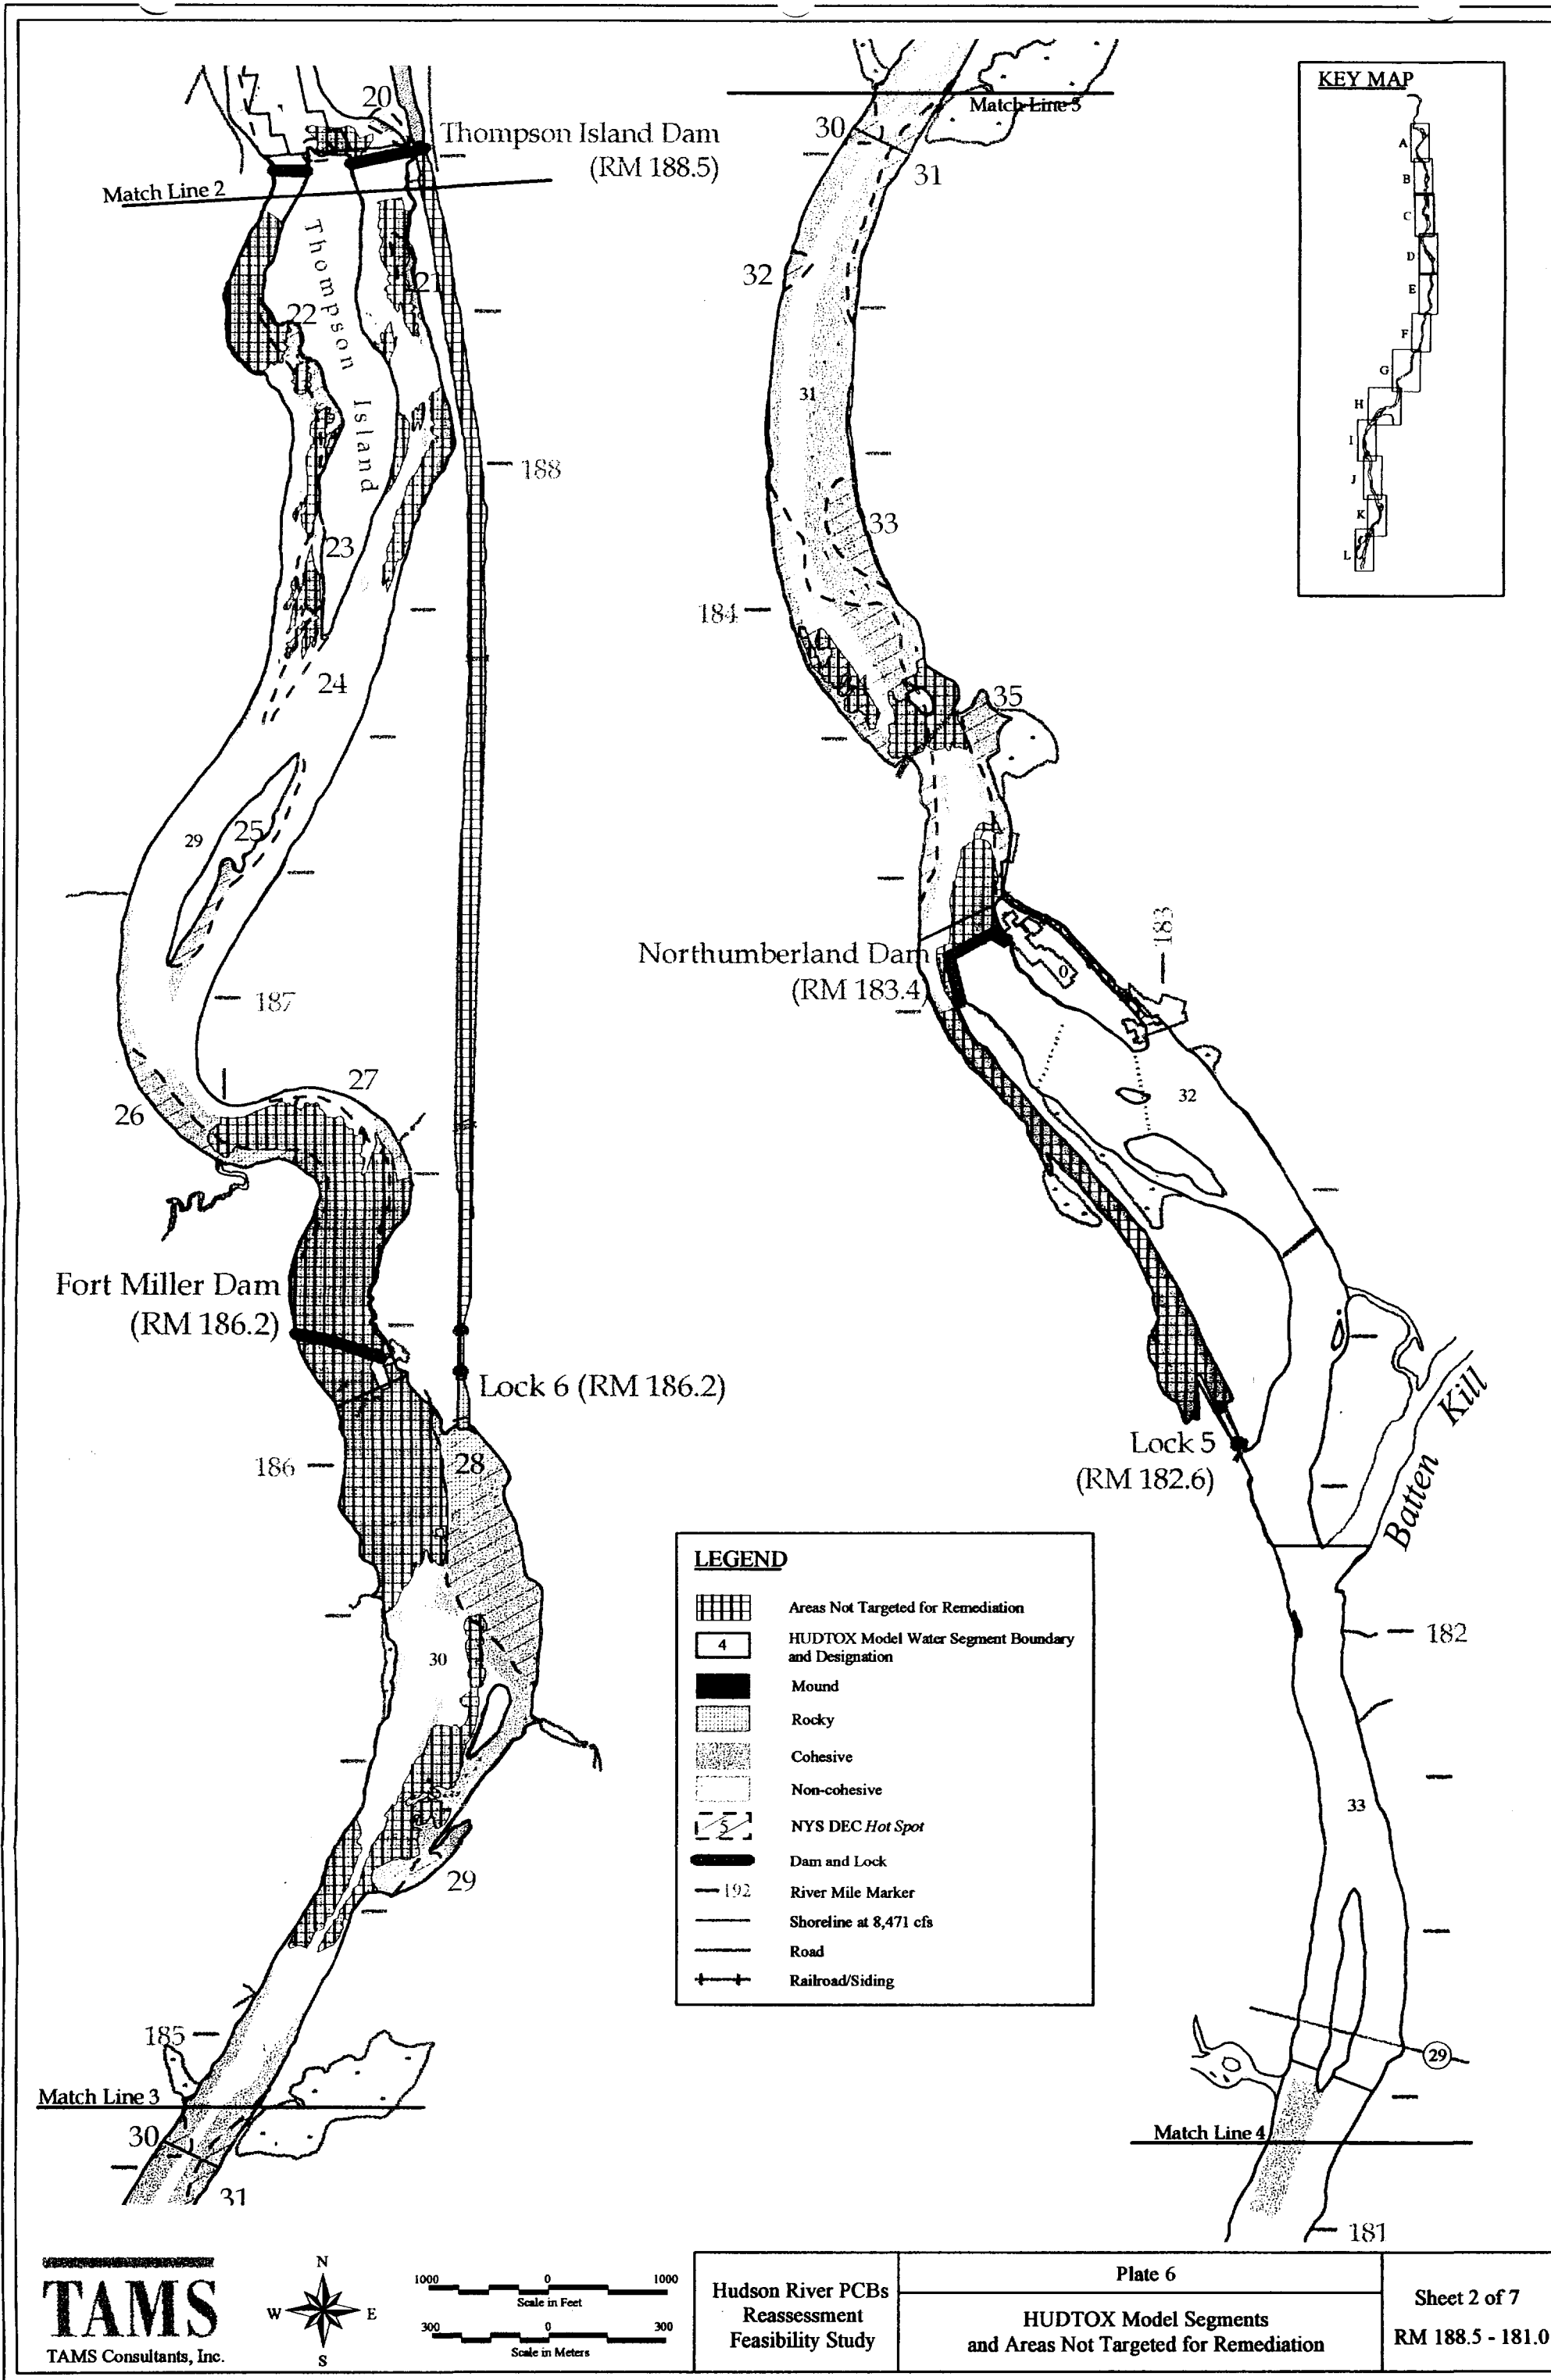 20
Thompson Island Dam
(RM 188.5)
Match Line 2
Thompson Island
21
22
188
23
24
29
25
187
26
27
Fort Miller Dam
(RM 186.2)
Lock 6 (RM 186.2)
186
28
30
29
185
Match Line 3
30
31
Match Line 3
30
31
32
31
33
184
34
35
Northumberland Dam
(RM 183.4)
0
183
32
Lock 5
(RM 182.6)
Batten Kill
182
33
29
Match Line 4
181
KEY MAP
A
B
C
D
E
F
G
H
I
J
K
L
LEGEND
Areas Not Targeted for Remediation
4
HUDTOX Model Water Segment Boundary
and Designation
Mound
Rocky
Cohesive
Non-cohesive
5
NYS DEC Hot Spot
Dam and Lock
192
River Mile Marker
Shoreline at 8,471 cfs
Road
Railroad/Siding
TAMS
TAMS Consultants, Inc.
N
W
E
S
1000 0 1000
Scale in Feet
300 0 300
Scale in Meters
Hudson River PCBs
Reassessment
Feasibility Study
Plate 6
HUDTOX Model Segments
and Areas Not Targeted for Remediation
Sheet 2 of 7
RM 188.5 - 181.0